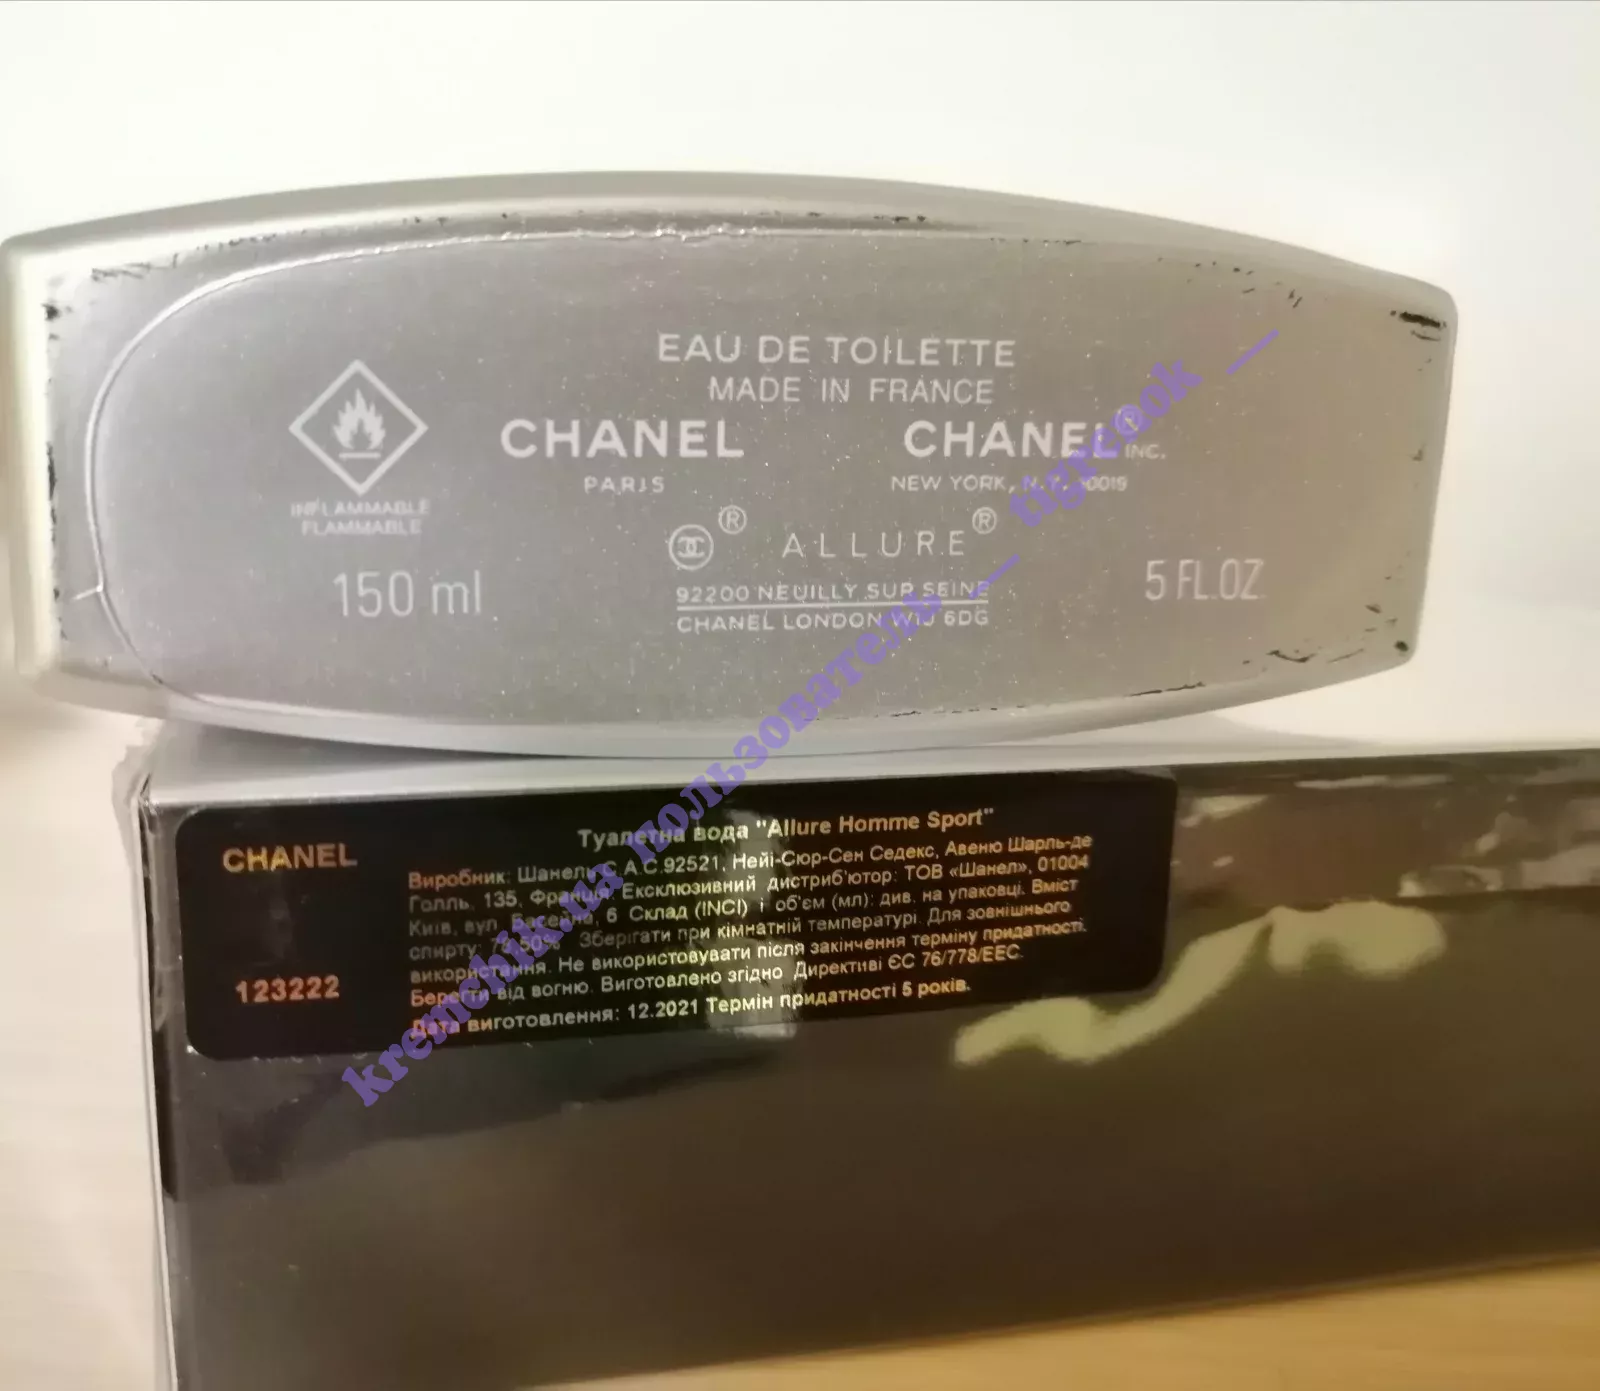 EAU DE TOILETTE
MADE IN FRANCE
CHANEL
PARIS
CHANEL®
INC.
NEW YORK, N.Y. 10019
INFLAMMABLE
FLAMMABLE
® ALLURE®
150 ml
5 FL.OZ.
92200 NEUILLY SUR SEINE
CHANEL LONDON W1J 6DG
CHANEL
123222
Туалетна вода "Allure Homme Sport"
Виробник: Шанель С.А.С.92521, Нейі-Сюр-Сен Седекс, Авеню Шарль-де
Голль, 135, Франція. Ексклюзивний дистриб'ютор: ТОВ «Шанел», 01004
Київ, вул. Басейна, 6 Склад (INCI) і об'єм (мл): див. на упаковці. Вміст
спирту: Зберігати при кімнатній температурі. Для зовнішнього
використання. Не використовувати після закінчення терміну придатності.
Берегти від вогню. Виготовлено згідно Директиві ЄС 76/778/ЕЕС.
Дата виготовлення: 12.2021 Термін придатності 5 років.
kremchik.ua пользователь — tigrenok —